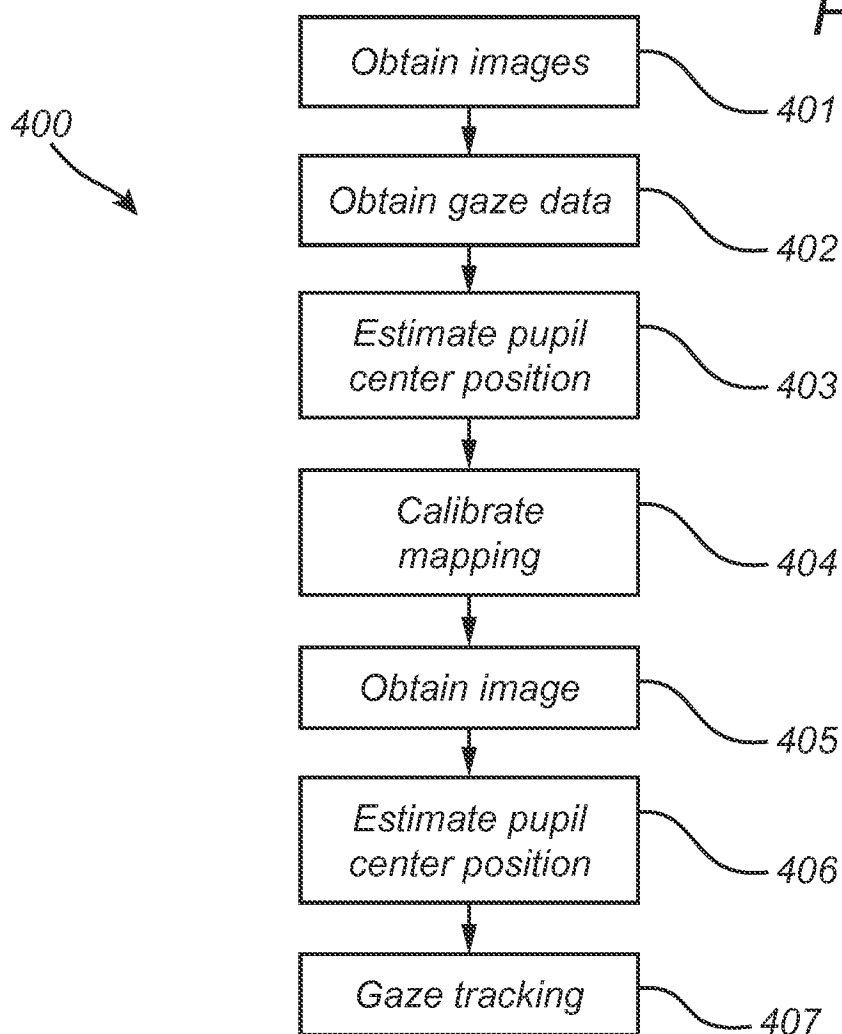 Obtain images
401
400
Obtain gaze data
402
Estimate pupil
center position
403
Calibrate
mapping
404
Obtain image
405
Estimate pupil
center position
406
Gaze tracking
407